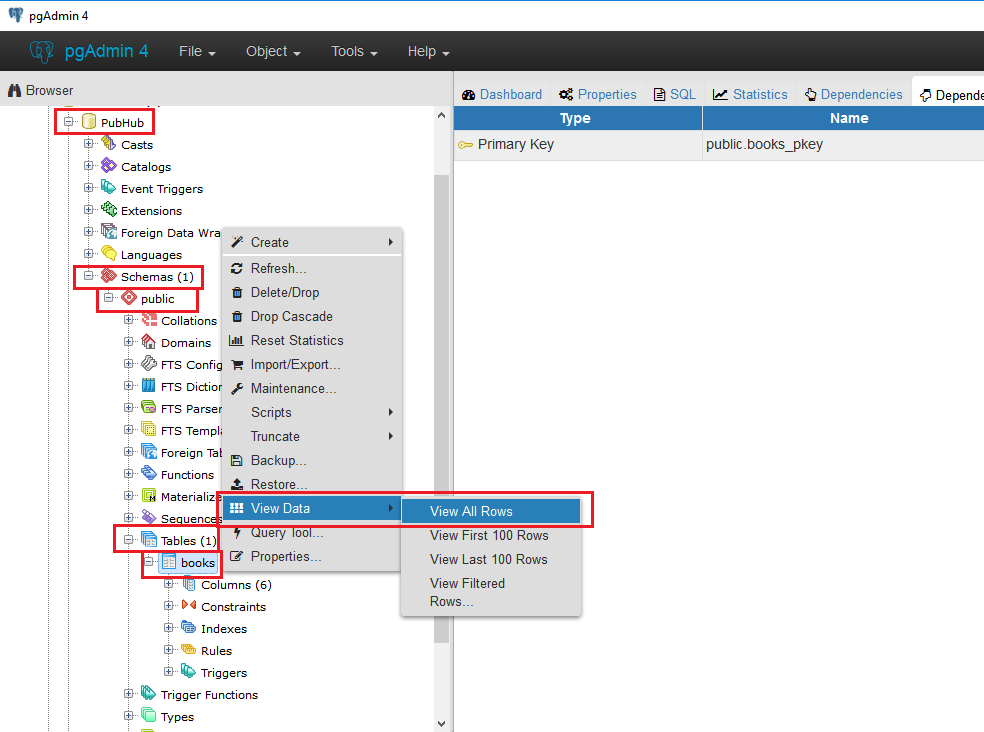 pgAdmin 4
pgAdmin 4 File Object Tools Help
Browser
Dashboard Properties SQL Statistics Dependencies Depende
Type Name
Primary Key public.books_pkey
PubHub
Casts
Catalogs
Event Triggers
Extensions
Foreign Data Wra
Languages
Schemas (1)
public
Collations
Domains
FTS Config
FTS Diction
FTS Parser
FTS Templ
Foreign Tab
Functions
Materialize
Sequences
Tables (1)
books
Columns (6)
Constraints
Indexes
Rules
Triggers
Trigger Functions
Types
Create
Refresh...
Delete/Drop
Drop Cascade
Reset Statistics
Import/Export...
Maintenance...
Scripts
Truncate
Backup...
Restore...
View Data
Query Tool...
Properties...
View All Rows
View First 100 Rows
View Last 100 Rows
View Filtered
Rows...